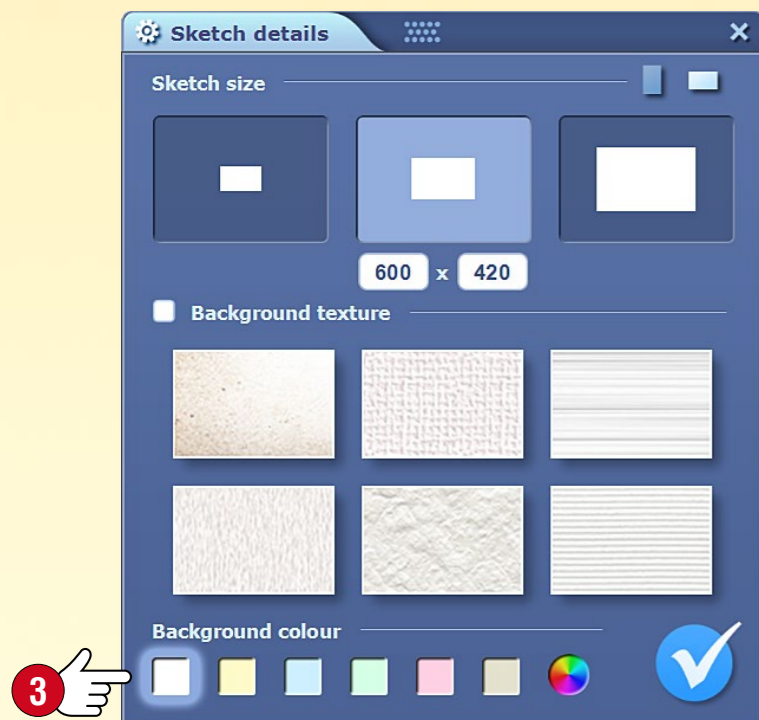 Sketch details
Sketch size
600 x 420
Background texture
Background colour
3